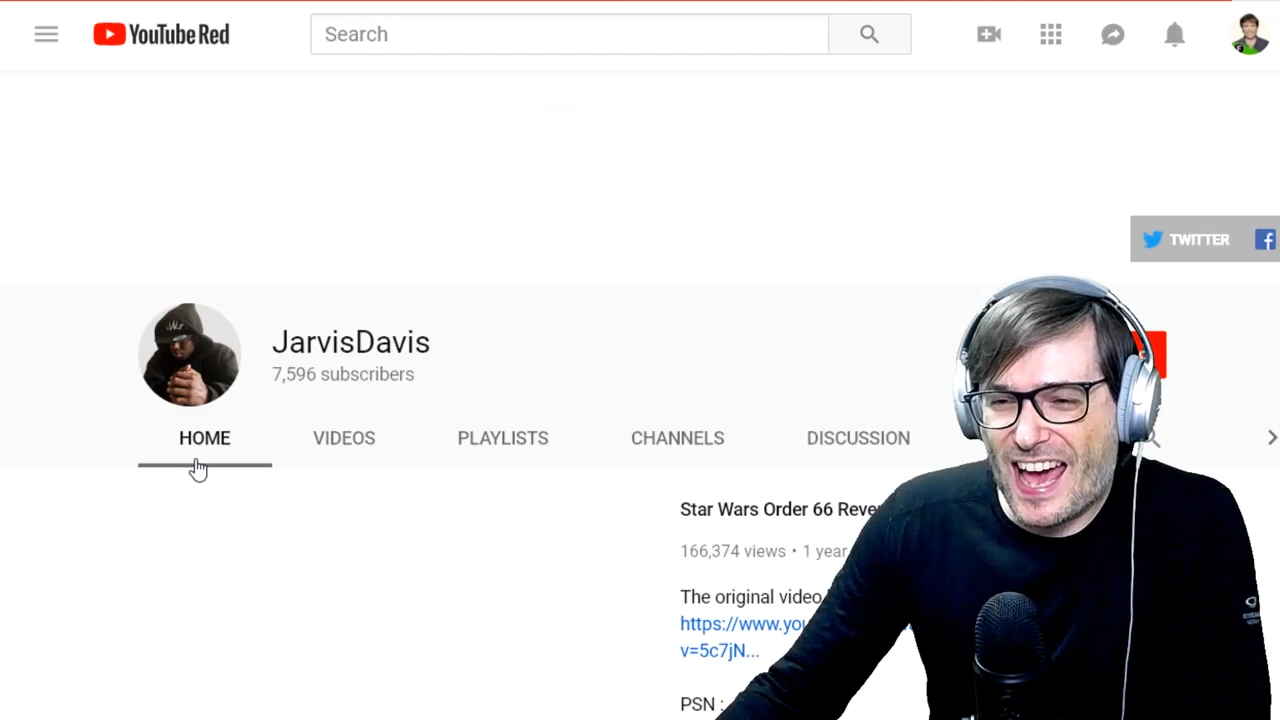 YouTube Red
Search
TWITTER
JarvisDavis
7,596 subscribers
HOME
VIDEOS
PLAYLISTS
CHANNELS
DISCUSSION
Star Wars Order 66 Reve
166,374 views • 1 year
The original video
https://www.you
v=5c7jN...
PSN :